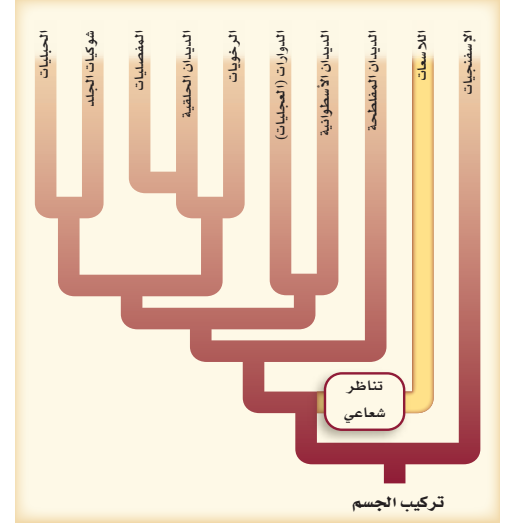 الإسفنجيات
اللاسعات
الديدان المفلطحة
الديدان الأسطوانية
الدوارات (العجليات)
الرخويات
الديدان الحلقية
المفصليات
شوكيات الجلد
الحبليات
تناظر
شعاعي
تركيب الجسم